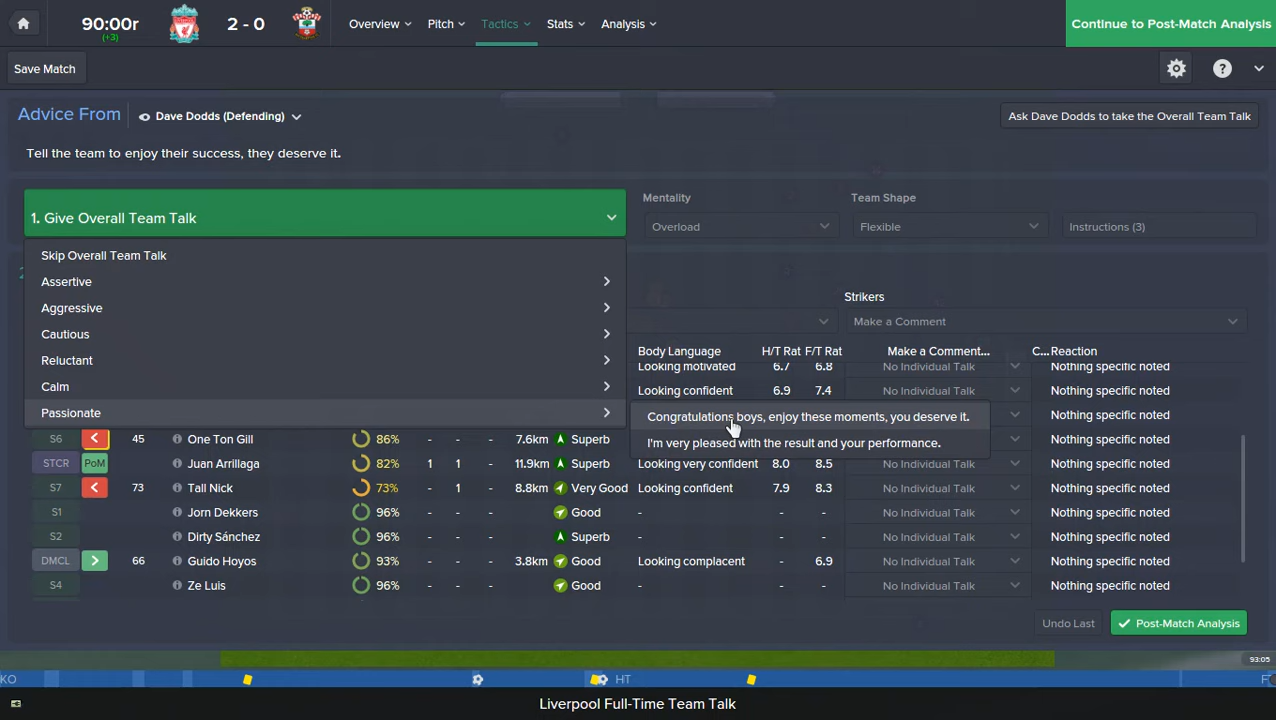 90:00r
(+3)
2 - 0
Overview
Pitch
Tactics
Stats
Analysis
Continue to Post-Match Analysis
Save Match
?
Advice From
Dave Dodds (Defending)
Ask Dave Dodds to take the Overall Team Talk
Tell the team to enjoy their success, they deserve it.
1. Give Overall Team Talk
Mentality
Team Shape
Overload
Flexible
Instructions (3)
Skip Overall Team Talk
Assertive
Aggressive
Cautious
Reluctant
Calm
Passionate
Congratulations boys, enjoy these moments, you deserve it.
I'm very pleased with the result and your performance.
Strikers
Make a Comment
Body Language H/T Rat F/T Rat Make a Comment... C... Reaction
Looking motivated 6.7 6.8 No Individual Talk Nothing specific noted
Looking confident 6.9 7.4 No Individual Talk Nothing specific noted
Nothing specific noted
S6 45 One Ton Gill 86% - - - 7.6km Superb Nothing specific noted
STCR PoM Juan Arrillaga 82% 1 1 - 11.9km Superb Looking very confident 8.0 8.5 No Individual Talk Nothing specific noted
S7 73 Tall Nick 73% - 1 - 8.8km Very Good Looking confident 7.9 8.3 No Individual Talk Nothing specific noted
S1 Jorn Dekkers 96% - - - Good - No Individual Talk Nothing specific noted
S2 Dirty Sánchez 96% - - - Superb - No Individual Talk Nothing specific noted
DMCL 66 Guido Hoyos 93% - - - 3.8km Good Looking complacent 6.9 No Individual Talk Nothing specific noted
S4 Ze Luis 96% - - - Good - No Individual Talk Nothing specific noted
Undo Last
Post-Match Analysis
93:05
KO
HT
Liverpool Full-Time Team Talk